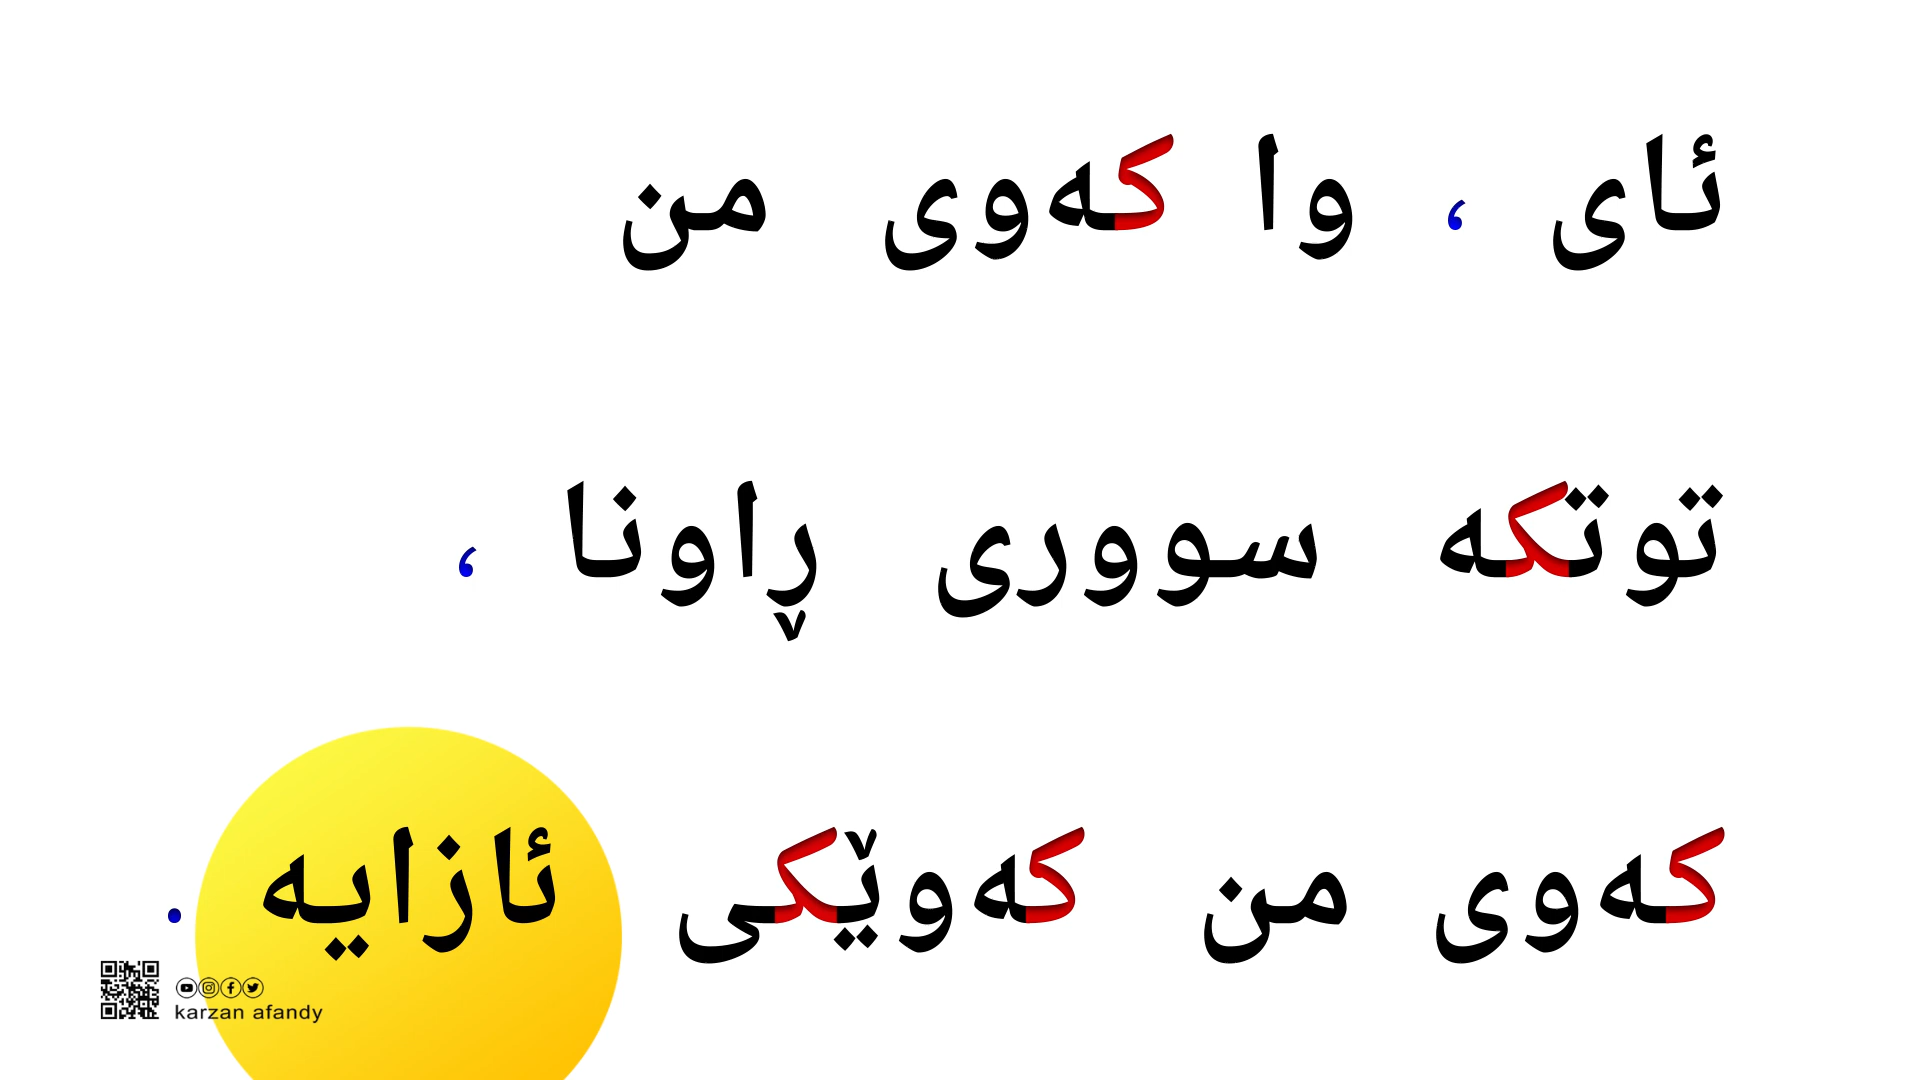 ئای ، وا کەوی من
توتکە سووری ڕاونا ،
کەوی من کەوێکی ئازایە .
karzan afandy